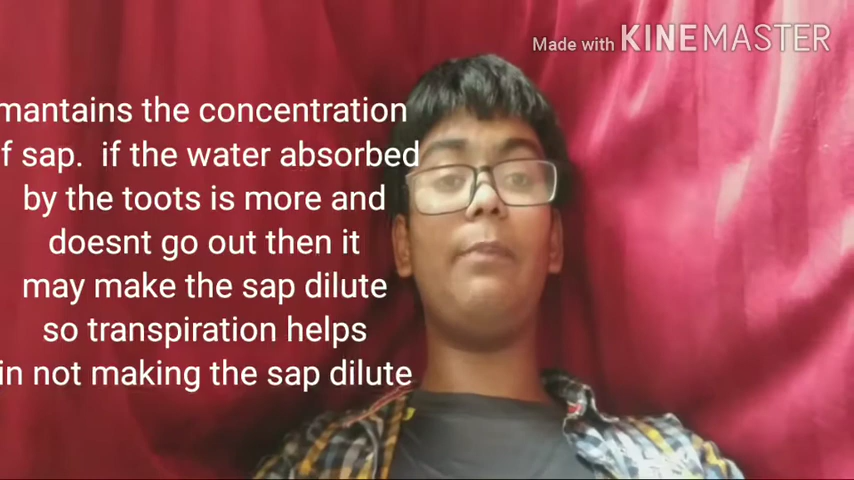 Made with KINEMASTER
mantains the concentration
f sap. if the water absorbed
by the toots is more and
doesnt go out then it
may make the sap dilute
so transpiration helps
in not making the sap dilute